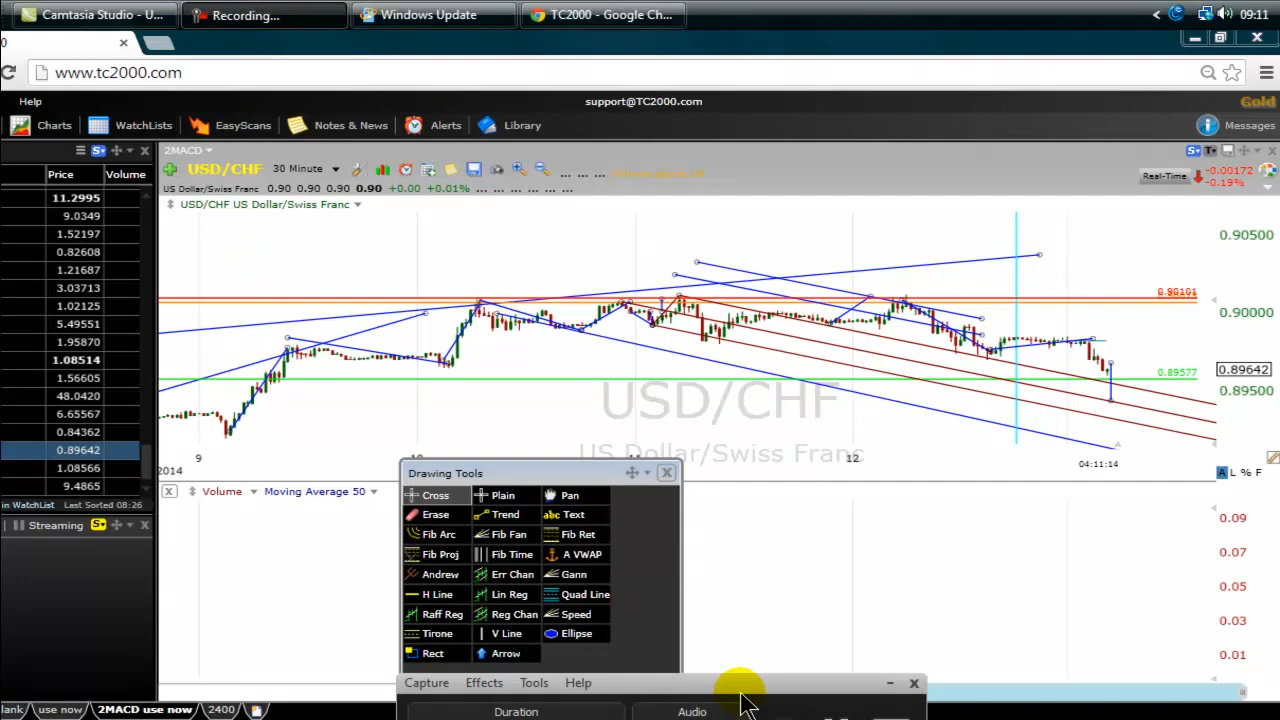 Camtasia Studio - U...
Recording...
Windows Update
TC2000 - Google Ch...
09:11
0
www.tc2000.com
Help
support@TC2000.com
Gold
Charts
WatchLists
EasyScans
Notes & News
Alerts
Library
Messages
2MACD
USD/CHF
30 Minute
... ... ...
Real-Time
-0.00172
-0.19%
US Dollar/Swiss Franc 0.90 0.90 0.90 0.90 +0.00 +0.01% ... ... ... ... ...
USD/CHF US Dollar/Swiss Franc
Price Volume
11.2995
9.0349
1.52197
0.82608
1.21687
3.03713
1.02125
5.49551
1.95870
1.08514
1.56605
48.0420
6.65567
0.84362
0.89642
1.08566
9.4865
in WatchList Last Sorted 08:26
Streaming
0.90500
0.90000
0.89577
0.89642
0.89500
USD/CHF
US Dollar/Swiss Franc
2014
9
12
04:11:14
A L % F
Volume Moving Average 50
0.09
0.07
0.05
0.03
0.01
Drawing Tools
Cross Plain Pan
Erase Trend Text
Fib Arc Fib Fan Fib Ret
Fib Proj Fib Time A VWAP
Andrew Err Chan Gann
H Line Lin Reg Quad Line
Raff Reg Reg Chan Speed
Tirone V Line Ellipse
Rect Arrow
Capture Effects Tools Help
Duration Audio
lank use now 2MACD use now 2400